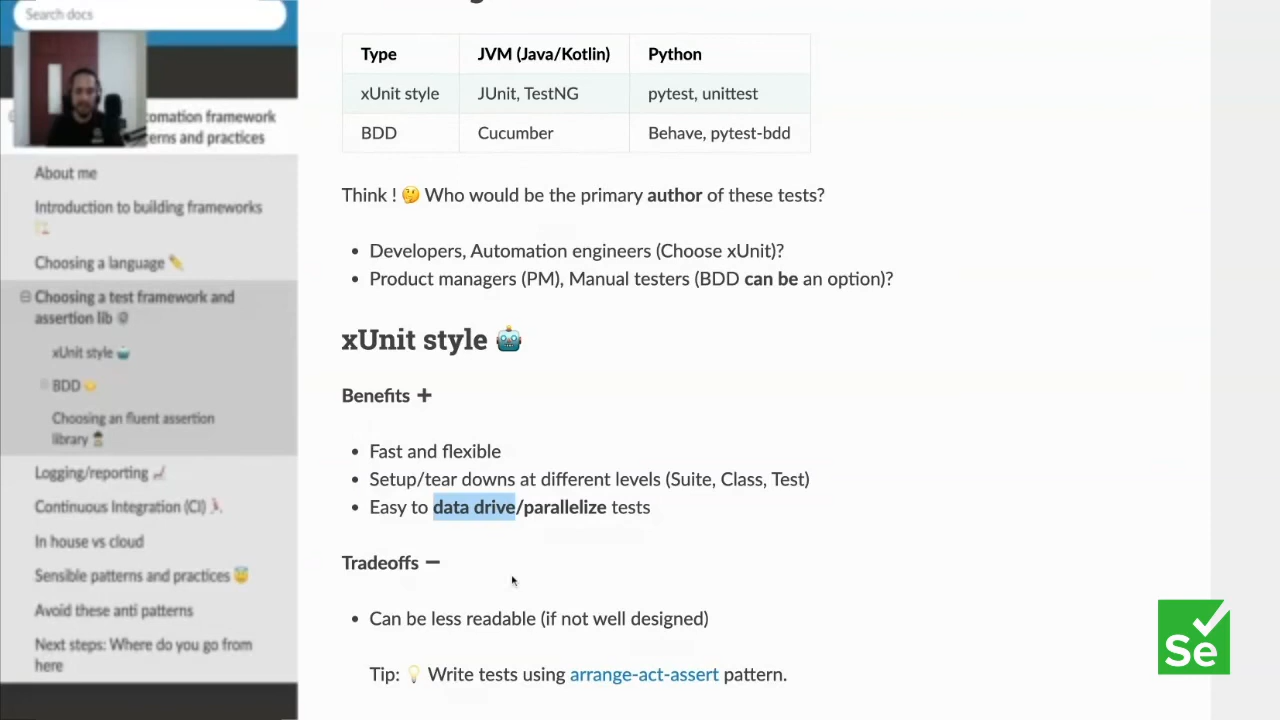 Search docs
omation framework
erns and practices
About me
Introduction to building frameworks
Choosing a language
Choosing a test framework and
assertion lib
xUnit style
BDD
Choosing an fluent assertion
library
Logging/reporting
Continuous Integration (CI)
In house vs cloud
Sensible patterns and practices
Avoid these anti patterns
Next steps: Where do you go from
here
Type JVM (Java/Kotlin) Python
xUnit style JUnit, TestNG pytest, unittest
BDD Cucumber Behave, pytest-bdd
Think ! 🤔 Who would be the primary author of these tests?
• Developers, Automation engineers (Choose xUnit)?
• Product managers (PM), Manual testers (BDD can be an option)?
xUnit style 🤖
Benefits ➕
• Fast and flexible
• Setup/tear downs at different levels (Suite, Class, Test)
• Easy to data drive/parallelize tests
Tradeoffs ➖
• Can be less readable (if not well designed)
Tip: 💡 Write tests using arrange-act-assert pattern.
Se